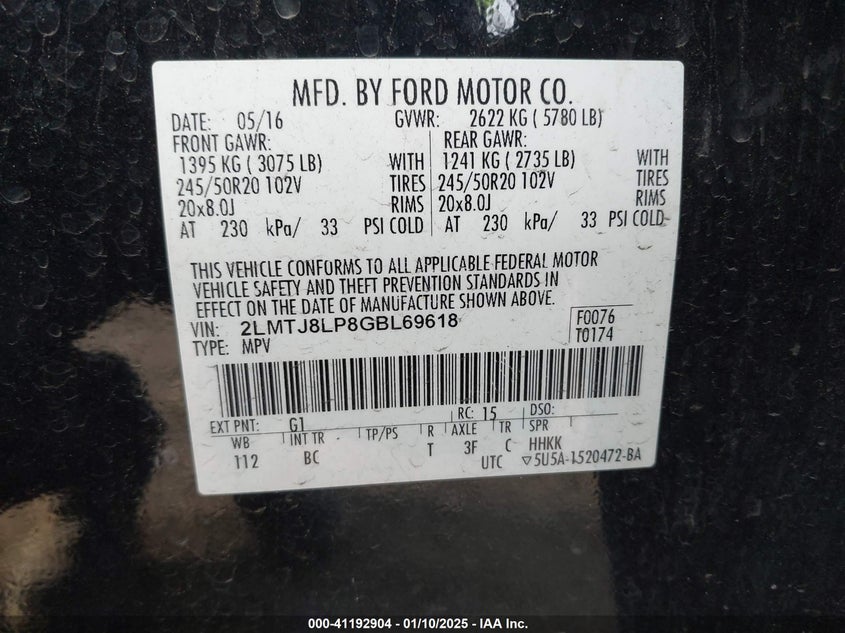 MFD. BY FORD MOTOR CO.
DATE: 05/16 GVWR: 2622 KG ( 5780 LB)
FRONT GAWR: REAR GAWR:
1395 KG ( 3075 LB) WITH 1241 KG ( 2735 LB) WITH
245/50R20 102V TIRES 245/50R20 102V TIRES
20x8.0J RIMS 20x8.0J RIMS
AT 230 kPa/ 33 PSI COLD AT 230 kPa/ 33 PSI COLD
THIS VEHICLE CONFORMS TO ALL APPLICABLE FEDERAL MOTOR
VEHICLE SAFETY AND THEFT PREVENTION STANDARDS IN
EFFECT ON THE DATE OF MANUFACTURE SHOWN ABOVE.
VIN: 2LMTJ8LP8GBL69618 F0076
TYPE: MPV T0174
EXT PNT: G1 RC: 15 DSO:
WB INT TR TP/PS R AXLE TR SPR
112 BC T 3F C HHKK
UTC ▽5U5A-1520472-BA
000-41192904 - 01/10/2025 - IAA Inc.